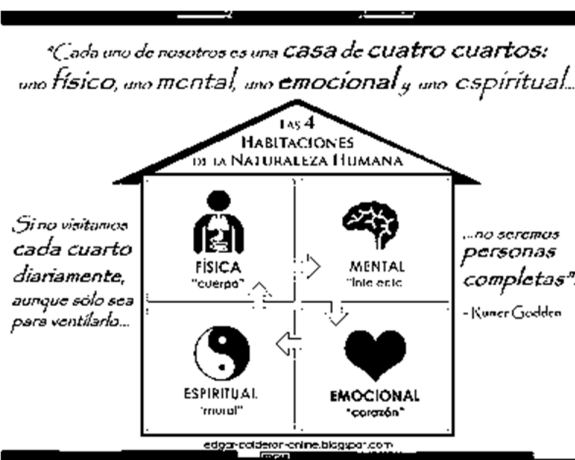 "Cada uno de nosotros es una casa de cuatro cuartos:
uno físico, uno mental, uno emocional y uno espiritual...
LAS 4
HABITACIONES
DE LA NATURALEZA HUMANA
Si no visitamos
cada cuarto
diariamente,
aunque sólo sea
para ventilarlo...
FÍSICA
"cuerpo"
MENTAL
ESPIRITUAL
EMOCIONAL
"corazón"
...no seremos
personas
completas"
- Godden
edgar-calderon-online.blogspot.com